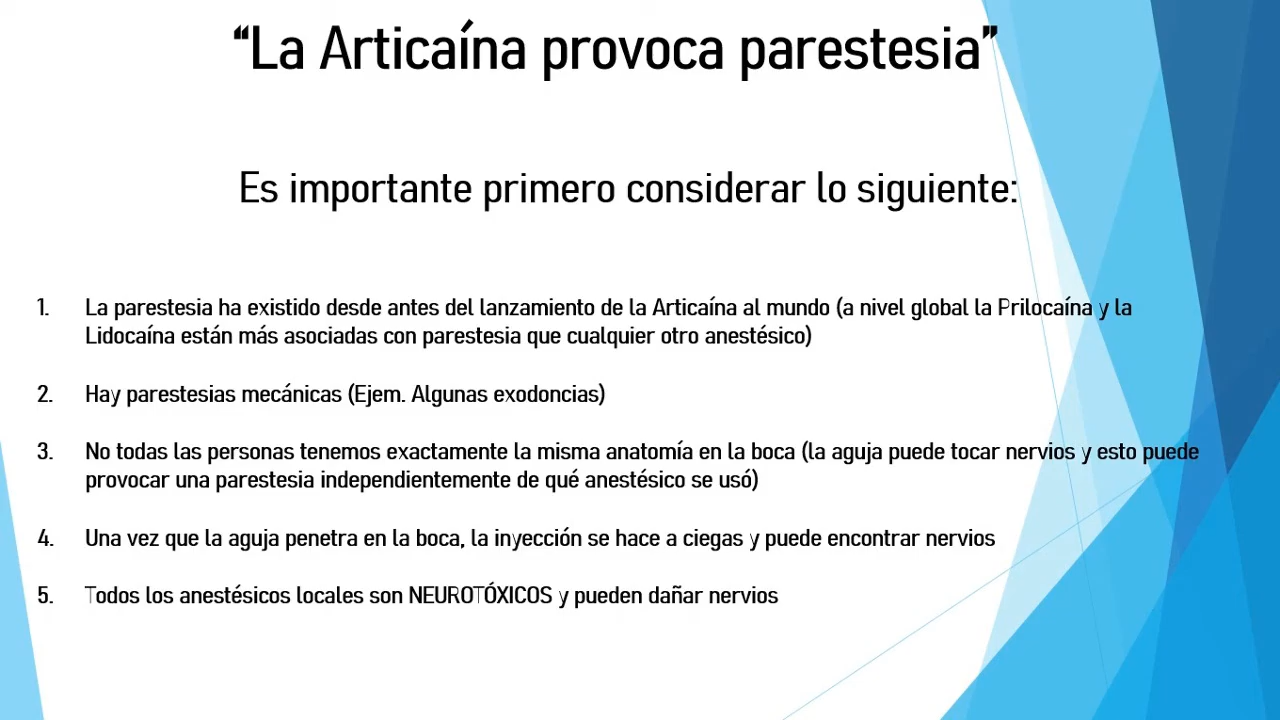 “La Articaína provoca parestesia”
Es importante primero considerar lo siguiente:
1. La parestesia ha existido desde antes del lanzamiento de la Articaína al mundo (a nivel global la Prilocaína y la
Lidocaína están más asociadas con parestesia que cualquier otro anestésico)
2. Hay parestesias mecánicas (Ejem. Algunas exodoncias)
3. No todas las personas tenemos exactamente la misma anatomía en la boca (la aguja puede tocar nervios y esto puede
provocar una parestesia independientemente de qué anestésico se usó)
4. Una vez que la aguja penetra en la boca, la inyección se hace a ciegas y puede encontrar nervios
5. Todos los anestésicos locales son NEUROTÓXICOS y pueden dañar nervios